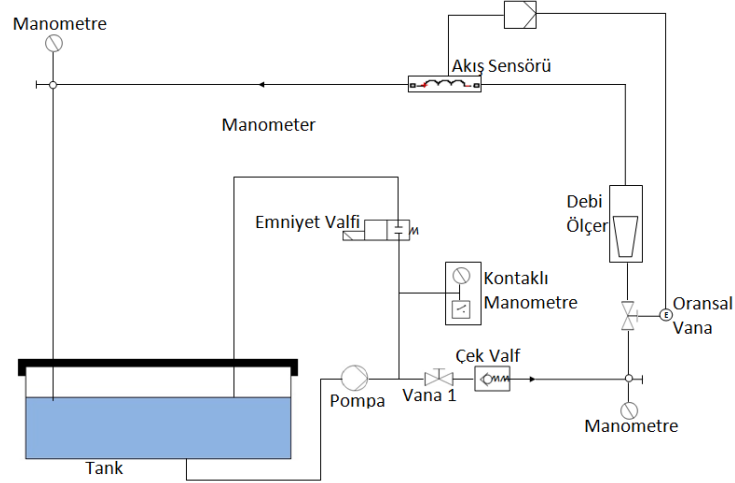 Manometre
Akış Sensörü
Manometer
Debi
Ölçer
Emniyet Valfi
Kontaklı
Manometre
E
Oransal
Vana
Çek Valf
Pompa
Vana 1
Manometre
Tank